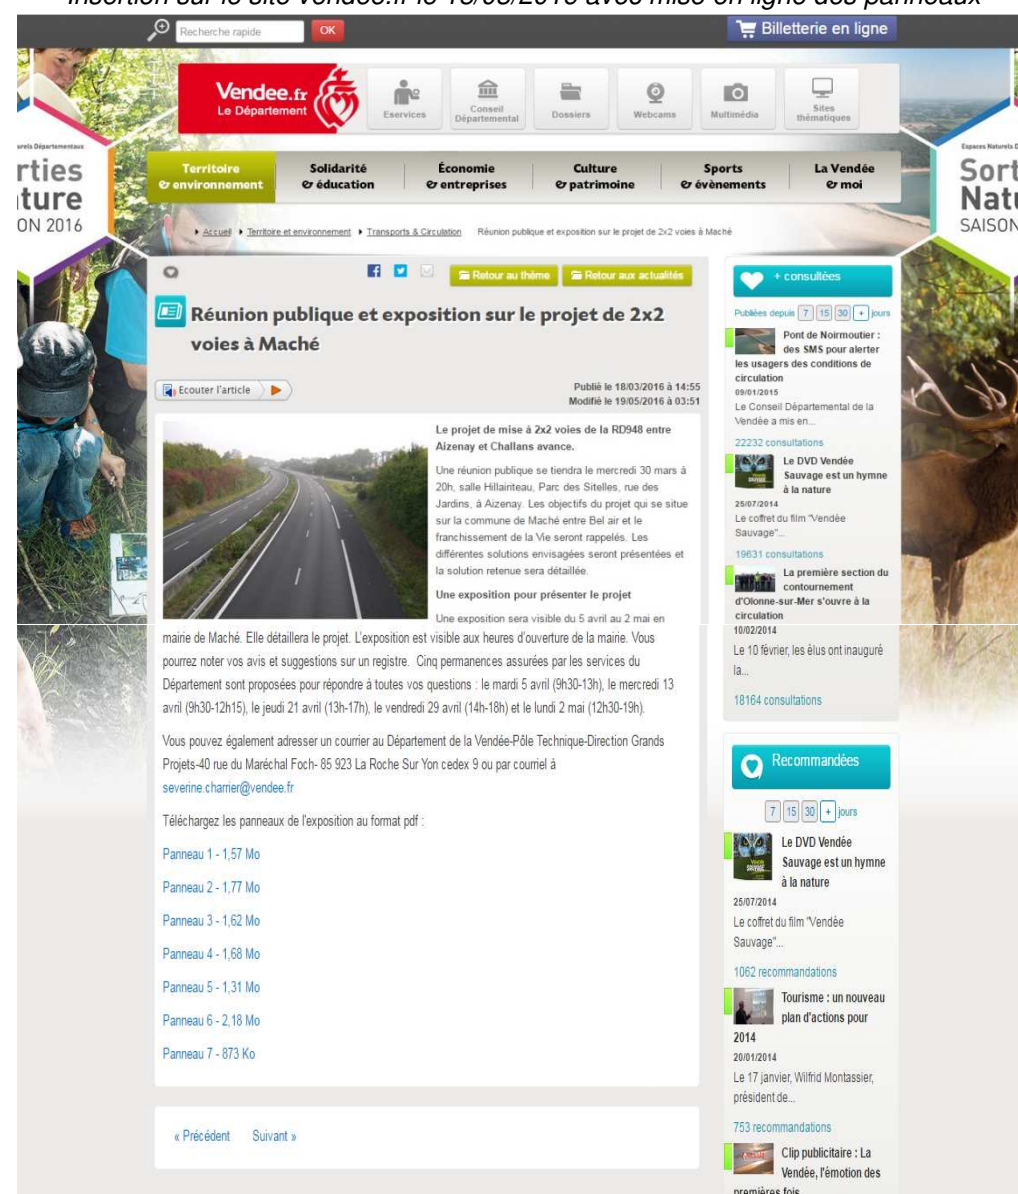 Insertion sur le site vendee.fr le 18/03/2016 avec mise en ligne des panneaux
Recherche rapide
OK
Billetterie en ligne
Vendee.fr
Le Département
Eservices
Conseil
Départemental
Dossiers
Webcams
Multimédia
Sites
thématiques
Territoire
& environnement
Solidarité
& éducation
Économie
& entreprises
Culture
& patrimoine
Sports
& évènements
La Vendée
& moi
urels Départementaux
rties
ture
ON 2016
Espaces Naturels D
Sort
Natu
SAISON
Accueil Territoire et environnement Transports & Circulation Réunion publique et exposition sur le projet de 2x2 voies à Maché
Retour au thème
Retour aux actualités
Réunion publique et exposition sur le projet de 2x2
voies à Maché
Ecouter l'article
Publié le 18/03/2016 à 14:55
Modifié le 19/05/2016 à 03:51
Le projet de mise à 2x2 voies de la RD948 entre
Aizenay et Challans avance.
Une réunion publique se tiendra le mercredi 30 mars à
20h, salle Hillairiteau, Parc des Sitelles, rue des
Jardins, à Aizenay. Les objectifs du projet qui se situe
sur la commune de Maché entre Bel air et le
franchissement de la Vie seront rappelés. Les
différentes solutions envisagées seront présentées et
la solution retenue sera détaillée.
Une exposition pour présenter le projet
Une exposition sera visible du 5 avril au 2 mai en
mairie de Maché. Elle détaillera le projet. L'exposition est visible aux heures d'ouverture de la mairie. Vous
pourrez noter vos avis et suggestions sur un registre. Cinq permanences assurées par les services du
Département sont proposées pour répondre à toutes vos questions : le mardi 5 avril (9h30-13h), le mercredi 13
avril (9h30-12h15), le jeudi 21 avril (13h-17h), le vendredi 29 avril (14h-18h) et le lundi 2 mai (12h30-19h).
Vous pouvez également adresser un courrier au Département de la Vendée-Pôle Technique-Direction Grands
Projets-40 rue du Maréchal Foch- 85 923 La Roche Sur Yon cedex 9 ou par courriel à
severine.charrier@vendee.fr
Téléchargez les panneaux de l'exposition au format pdf :
Panneau 1 - 1,57 Mo
Panneau 2 - 1,77 Mo
Panneau 3 - 1,62 Mo
Panneau 4 - 1,68 Mo
Panneau 5 - 1,31 Mo
Panneau 6 - 2,18 Mo
Panneau 7 - 873 Ko
« Précédent Suivant »
+ consultées
Publiées depuis 7 15 30 + jours
Pont de Noirmoutier :
des SMS pour alerter
les usagers des conditions de
circulation
09/01/2015
Le Conseil Départemental de la
Vendée a mis en...
22232 consultations
Le DVD Vendée
Sauvage est un hymne
à la nature
25/07/2014
Le coffret du film "Vendée
Sauvage"...
19631 consultations
La première section du
contournement
d'Olonne-sur-Mer s'ouvre à la
circulation
10/02/2014
Le 10 février, les élus ont inauguré
la...
18164 consultations
Recommandées
7 15 30 + jours
Le DVD Vendée
Sauvage est un hymne
à la nature
25/07/2014
Le coffret du film "Vendée
Sauvage"...
1062 recommandations
Tourisme : un nouveau
plan d'actions pour
2014
20/01/2014
Le 17 janvier, Wilfrid Montassier,
président de...
753 recommandations
Clip publicitaire : La
Vendée, l'émotion des
premières fois